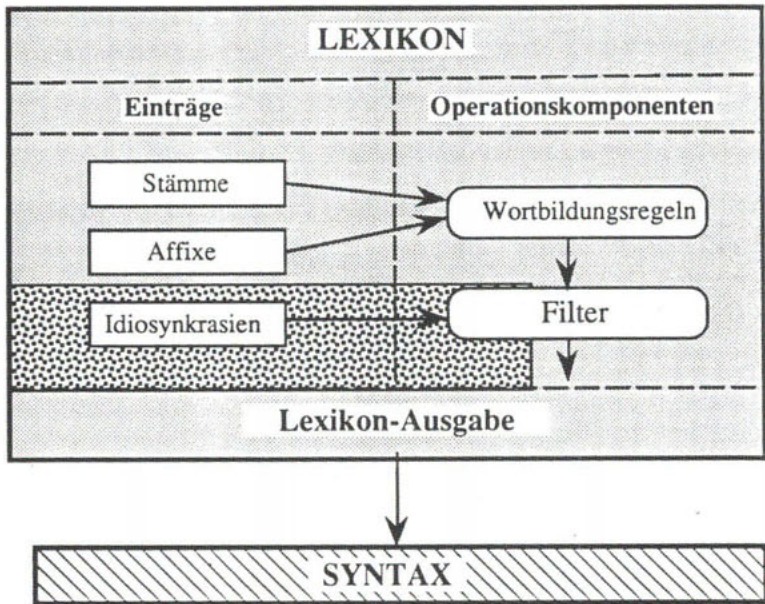 LEXIKON
Einträge
Operationskomponenten
Stämme
Wortbildungsregeln
Affixe
Idiosynkrasien
Filter
Lexikon-Ausgabe
SYNTAX